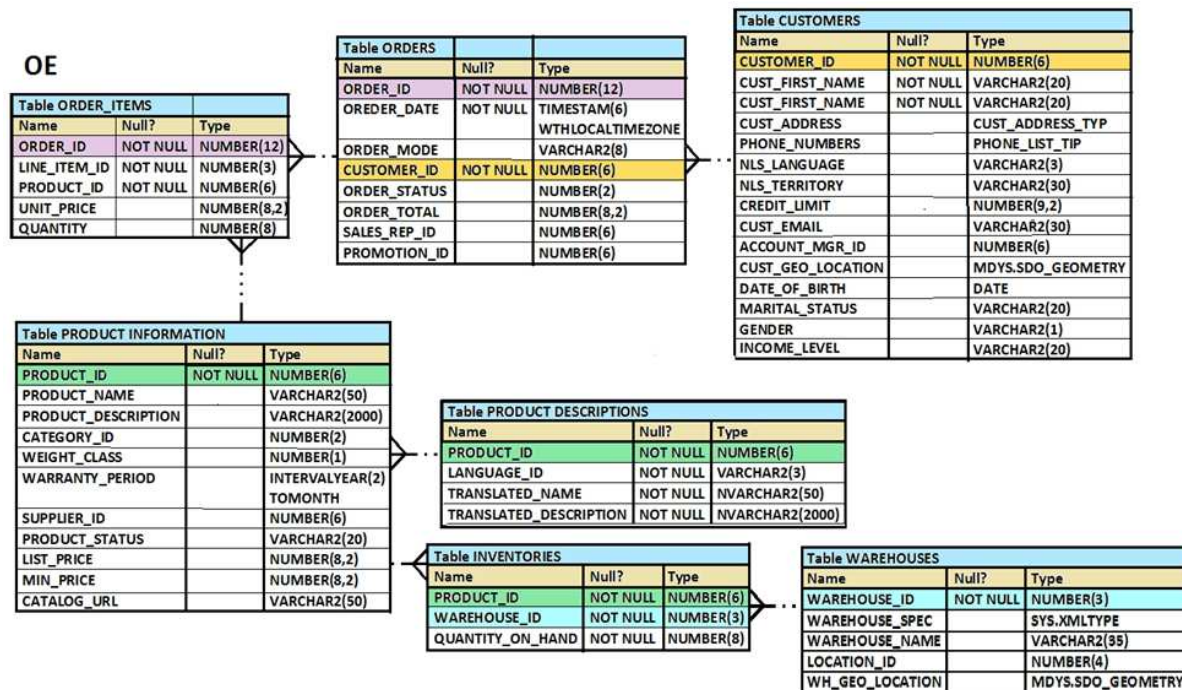 OE
Table ORDER_ITEMS
Name Null? Type
ORDER_ID NOT NULL NUMBER(12)
LINE_ITEM_ID NOT NULL NUMBER(3)
PRODUCT_ID NOT NULL NUMBER(6)
UNIT_PRICE NUMBER(8,2)
QUANTITY NUMBER(8)
Table ORDERS
Name Null? Type
ORDER_ID NOT NULL NUMBER(12)
OREDER_DATE NOT NULL TIMESTAM(6)
WTHLOCALTIMEZONE
ORDER_MODE VARCHAR2(8)
CUSTOMER_ID NOT NULL NUMBER(6)
ORDER_STATUS NUMBER(2)
ORDER_TOTAL NUMBER(8,2)
SALES_REP_ID NUMBER(6)
PROMOTION_ID NUMBER(6)
Table CUSTOMERS
Name Null? Type
CUSTOMER_ID NOT NULL NUMBER(6)
CUST_FIRST_NAME NOT NULL VARCHAR2(20)
CUST_FIRST_NAME NOT NULL VARCHAR2(20)
CUST_ADDRESS CUST_ADDRESS_TYP
PHONE_NUMBERS PHONE_LIST_TIP
NLS_LANGUAGE VARCHAR2(3)
NLS_TERRITORY VARCHAR2(30)
CREDIT_LIMIT NUMBER(9,2)
CUST_EMAIL VARCHAR2(30)
ACCOUNT_MGR_ID NUMBER(6)
CUST_GEO_LOCATION MDYS.SDO_GEOMETRY
DATE_OF_BIRTH DATE
MARITAL_STATUS VARCHAR2(20)
GENDER VARCHAR2(1)
INCOME_LEVEL VARCHAR2(20)
Table PRODUCT INFORMATION
Name Null? Type
PRODUCT_ID NOT NULL NUMBER(6)
PRODUCT_NAME VARCHAR2(50)
PRODUCT_DESCRIPTION VARCHAR2(2000)
CATEGORY_ID NUMBER(2)
WEIGHT_CLASS NUMBER(1)
WARRANTY_PERIOD INTERVALYEAR(2)
TOMONTH
SUPPLIER_ID NUMBER(6)
PRODUCT_STATUS VARCHAR2(20)
LIST_PRICE NUMBER(8,2)
MIN_PRICE NUMBER(8,2)
CATALOG_URL VARCHAR2(50)
Table PRODUCT DESCRIPTIONS
Name Null? Type
PRODUCT_ID NOT NULL NUMBER(6)
LANGUAGE_ID NOT NULL VARCHAR2(3)
TRANSLATED_NAME NOT NULL NVARCHAR2(50)
TRANSLATED_DESCRIPTION NOT NULL NVARCHAR2(2000)
Table INVENTORIES
Name Null? Type
PRODUCT_ID NOT NULL NUMBER(6)
WAREHOUSE_ID NOT NULL NUMBER(3)
QUANTITY_ON_HAND NOT NULL NUMBER(8)
Table WAREHOUSES
Name Null? Type
WAREHOUSE_ID NOT NULL NUMBER(3)
WAREHOUSE_SPEC SYS.XMLTYPE
WAREHOUSE_NAME VARCHAR2(35)
LOCATION_ID NUMBER(4)
WH_GEO_LOCATION MDYS.SDO_GEOMETRY